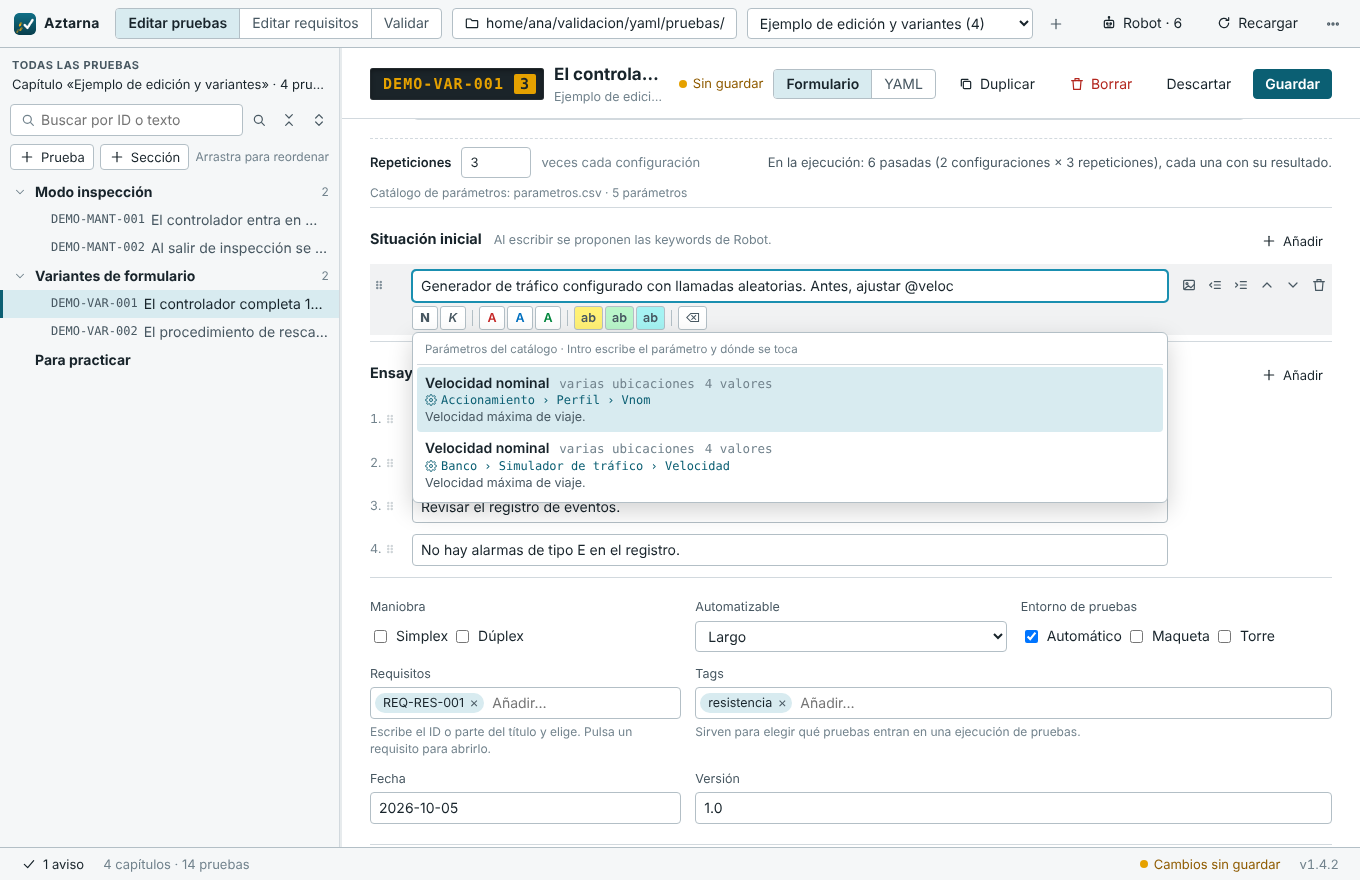 Aztarna
Editar pruebas
Editar requisitos
Validar
home/ana/validacion/yaml/pruebas/
Ejemplo de edición y variantes (4)
Robot · 6
Recargar
TODAS LAS PRUEBAS
Capítulo «Ejemplo de edición y variantes» · 4 pru...
Buscar por ID o texto
Prueba
Sección
Arrastra para reordenar
Modo inspección 2
DEMO-MANT-001 El controlador entra en ...
DEMO-MANT-002 Al salir de inspección se ...
Variantes de formulario 2
DEMO-VAR-001 El controlador completa 1...
DEMO-VAR-002 El procedimiento de resca...
Para practicar
DEMO-VAR-001 3
El controla...
Ejemplo de edici...
Sin guardar
Formulario
YAML
Duplicar
Borrar
Descartar
Guardar
Repeticiones 3 veces cada configuración
En la ejecución: 6 pasadas (2 configuraciones × 3 repeticiones), cada una con su resultado.
Catálogo de parámetros: parametros.csv · 5 parámetros
Situación inicial Al escribir se proponen las keywords de Robot.
Añadir
Generador de tráfico configurado con llamadas aleatorias. Antes, ajustar @veloc
N K A A A ab ab ab
Parámetros del catálogo · Intro escribe el parámetro y dónde se toca
Velocidad nominal varias ubicaciones 4 valores
Accionamiento › Perfil › Vnom
Velocidad máxima de viaje.
Velocidad nominal varias ubicaciones 4 valores
Banco › Simulador de tráfico › Velocidad
Velocidad máxima de viaje.
Ensay
Añadir
1.
2.
3. Revisar el registro de eventos.
4. No hay alarmas de tipo E en el registro.
Maniobra
Simplex
Dúplex
Automatizable
Largo
Entorno de pruebas
Automático
Maqueta
Torre
Requisitos
REQ-RES-001 × Añadir...
Escribe el ID o parte del título y elige. Pulsa un
requisito para abrirlo.
Tags
resistencia × Añadir...
Sirven para elegir qué pruebas entran en una ejecución de pruebas.
Fecha
2026-10-05
Versión
1.0
1 aviso
4 capítulos · 14 pruebas
Cambios sin guardar
v1.4.2